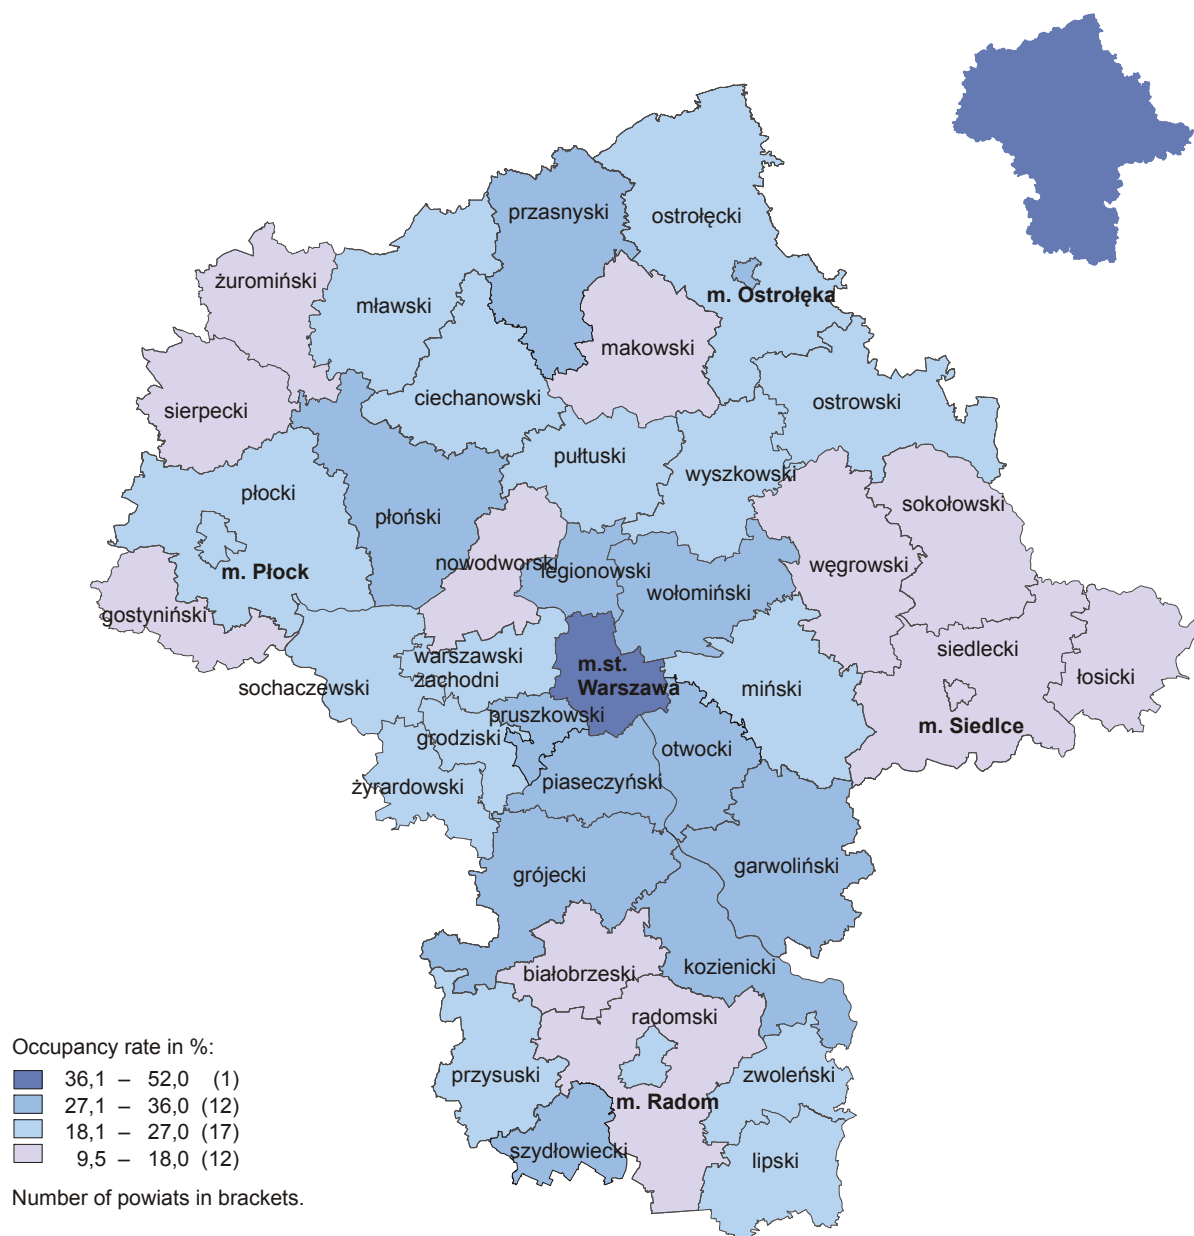 przasnyski
ostrołęcki
żuromiński
mławski
m. Ostrołęka
makowski
ciechanowski
ostrowski
sierpecki
pułtuski
wyszkowski
płocki
sokołowski
płoński
nowodworski
legionowski
węgrowski
m. Płock
wołomiński
gostyniński
siedlecki
warszawski
zachodni
m.st.
Warszawa
łosicki
sochaczewski
miński
pruszkowski
m. Siedlce
grodziski
otwocki
żyrardowski
piaseczyński
garwoliński
grójecki
białobrzeski
kozienicki
radomski
przysuski
zwoleński
m. Radom
szydłowiecki
lipski
Occupancy rate in %:
36,1 – 52,0 (1)
27,1 – 36,0 (12)
18,1 – 27,0 (17)
9,5 – 18,0 (12)
Number of powiats in brackets.